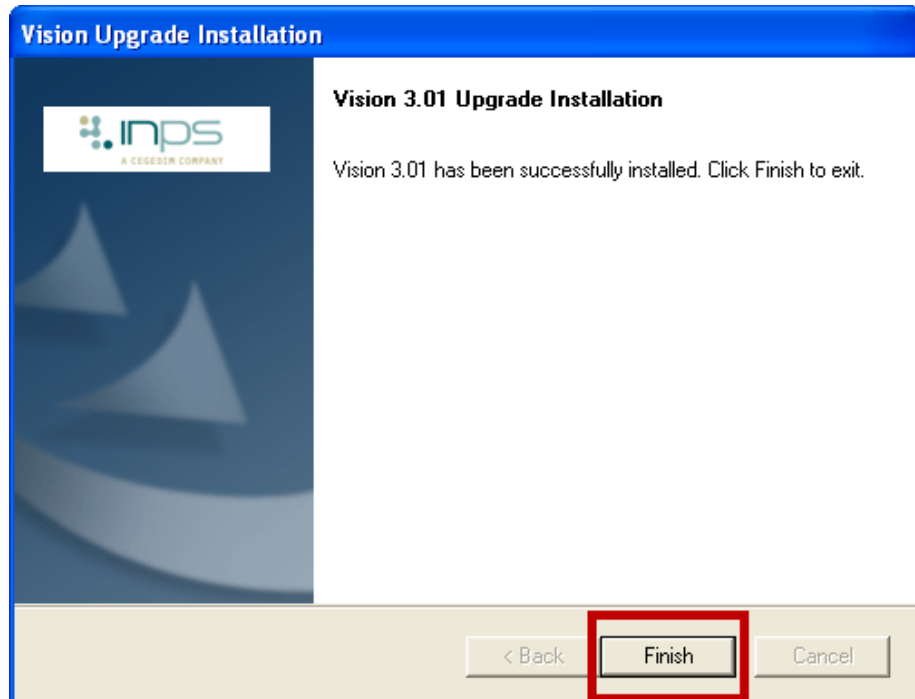 Vision Upgrade Installation
INPS
A CEGEDIM COMPANY
Vision 3.01 Upgrade Installation
Vision 3.01 has been successfully installed. Click Finish to exit.
< Back
Finish
Cancel